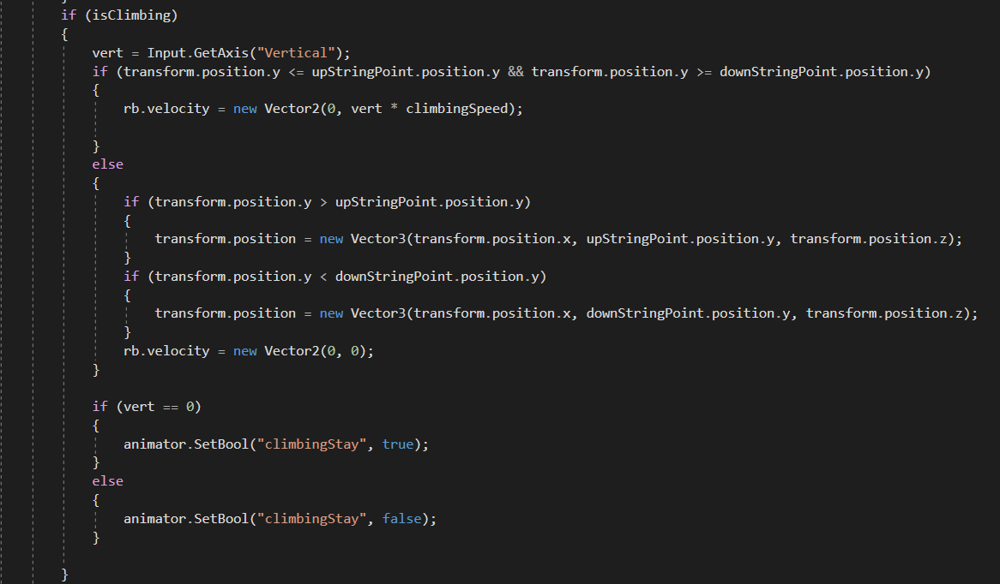 }
if (isClimbing)
{
    vert = Input.GetAxis("Vertical");
    if (transform.position.y <= upStringPoint.position.y && transform.position.y >= downStringPoint.position.y)
    {
        rb.velocity = new Vector2(0, vert * climbingSpeed);

    }
    else
    {
        if (transform.position.y > upStringPoint.position.y)
        {
            transform.position = new Vector3(transform.position.x, upStringPoint.position.y, transform.position.z);
        }
        if (transform.position.y < downStringPoint.position.y)
        {
            transform.position = new Vector3(transform.position.x, downStringPoint.position.y, transform.position.z);
        }
        rb.velocity = new Vector2(0, 0);
    }

    if (vert == 0)
    {
        animator.SetBool("climbingStay", true);
    }
    else
    {
        animator.SetBool("climbingStay", false);
    }

}